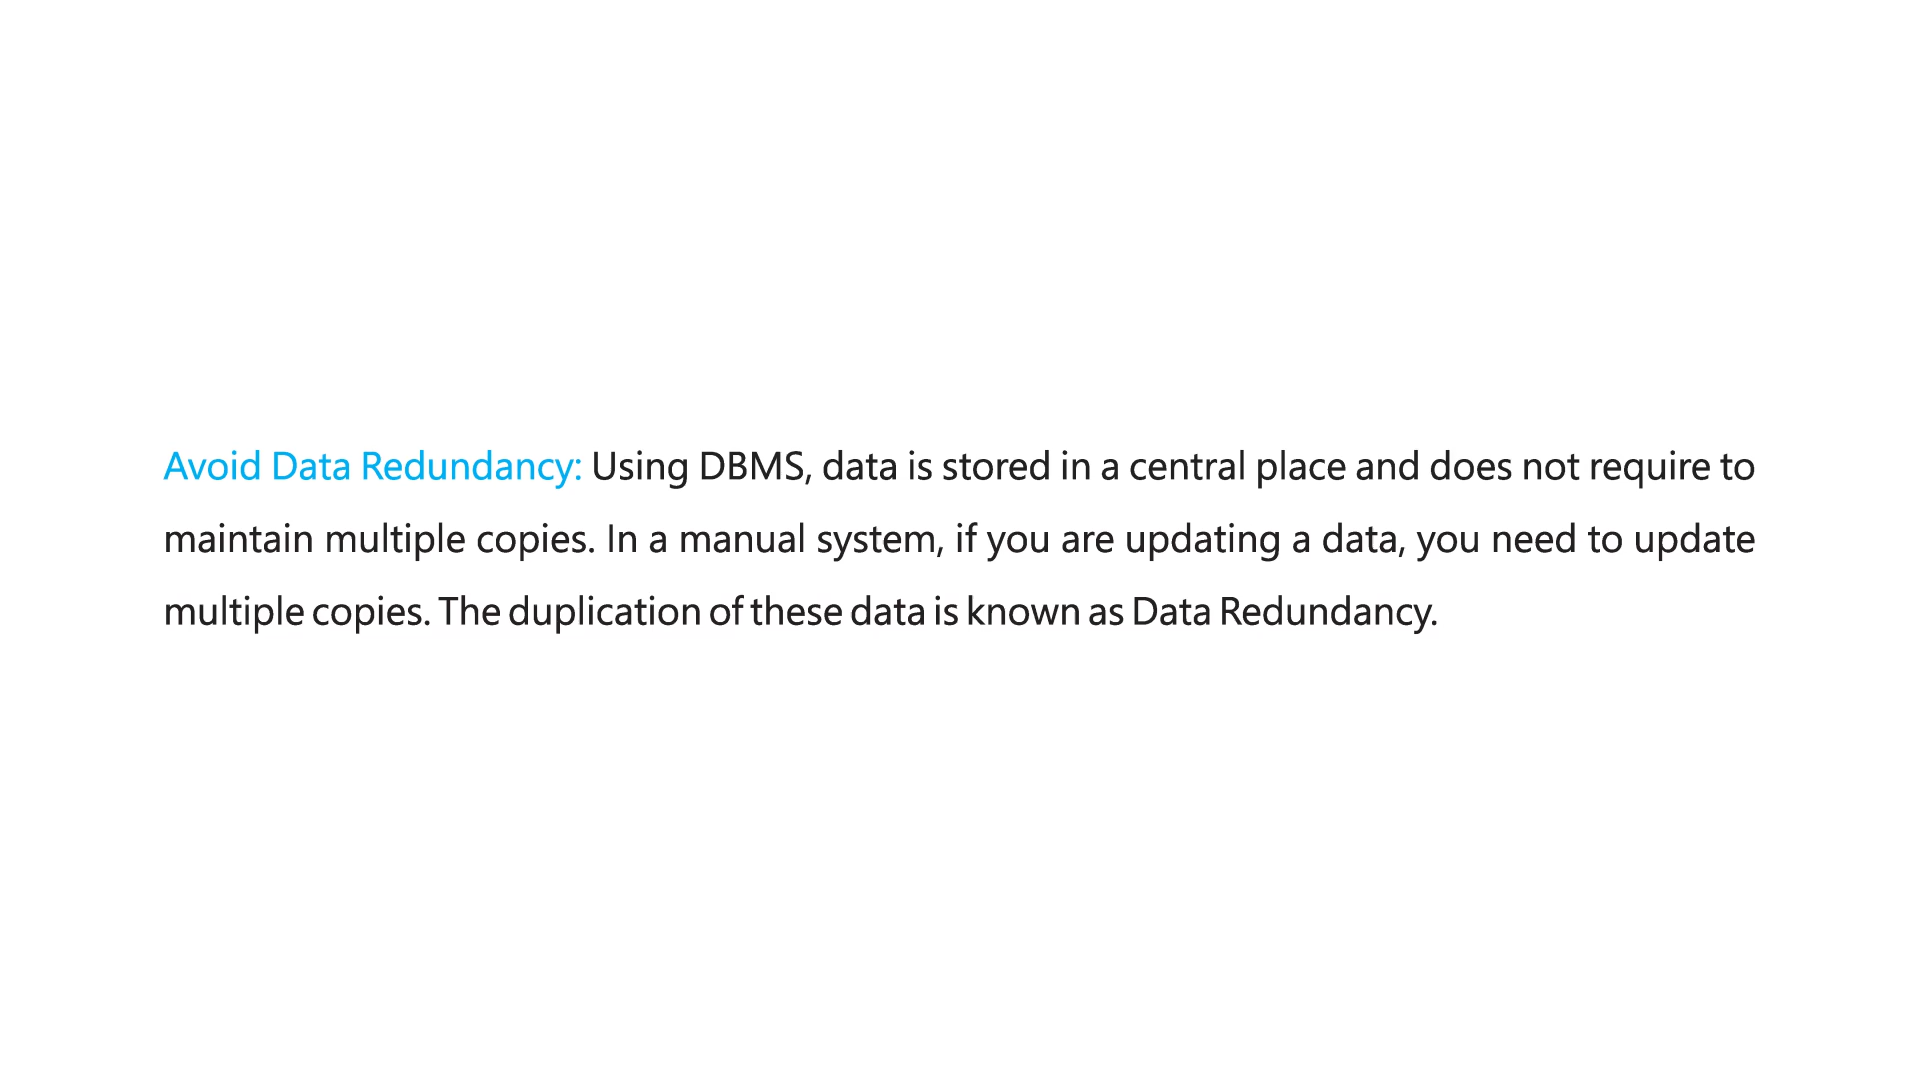 Avoid Data Redundancy: Using DBMS, data is stored in a central place and does not require to
maintain multiple copies. In a manual system, if you are updating a data, you need to update
multiple copies. The duplication of these data is known as Data Redundancy.